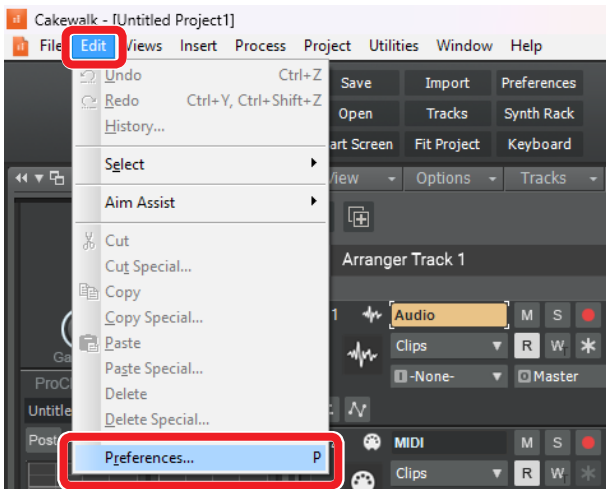 Cakewalk - [Untitled Project1]
File Edit Views Insert Process Project Utilities Window Help
Undo Ctrl+Z
Redo Ctrl+Y, Ctrl+Shift+Z
History...
Select
Aim Assist
Cut
Cut Special...
Copy
Copy Special...
Paste
Paste Special...
Delete
Delete Special...
Preferences... P
Save Import Preferences
Open Tracks Synth Rack
art Screen Fit Project Keyboard
View Options Tracks
Arranger Track 1
1 Audio M S
Clips R W
-None- Master
MIDI M S
Clips R W
Ga
ProC
Untitle
Post